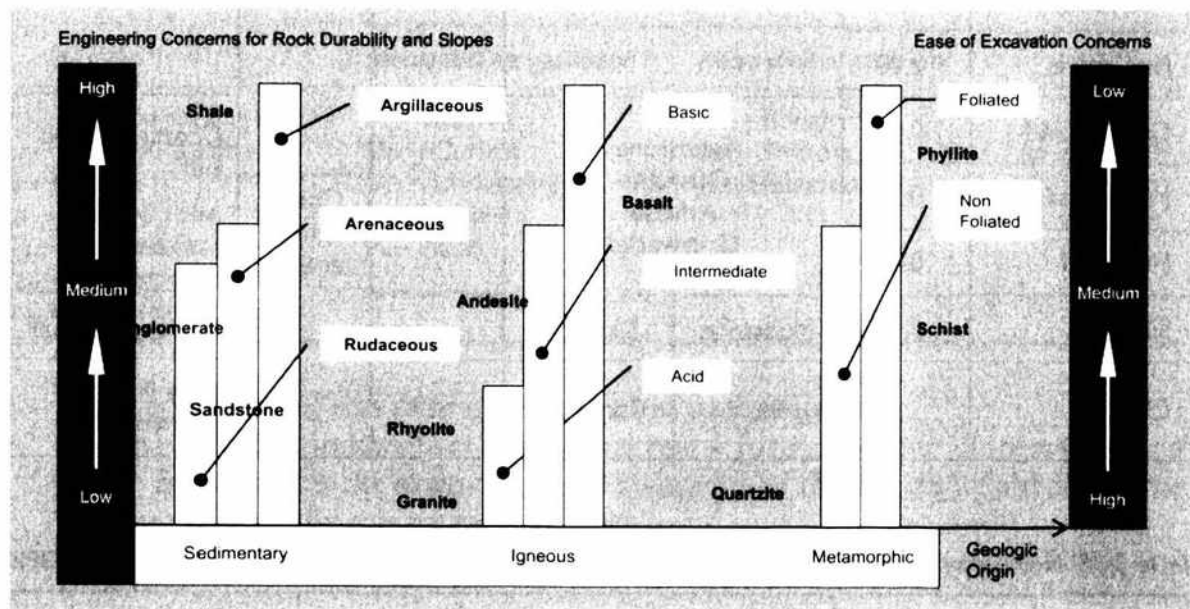 Engineering Concerns for Rock Durability and Slopes
Ease of Excavation Concerns
High
Shale
Argillaceous
Basic
Foliated
Low
Phyllite
Arenaceous
Basalt
Non
Foliated
Medium
Andesite
Intermediate
Medium
nglomerate
Rudaceous
Schist
Sandstone
Acid
Rhyolite
Low
Granite
Quartzite
High
Sedimentary
Igneous
Metamorphic
Geologic
Origin